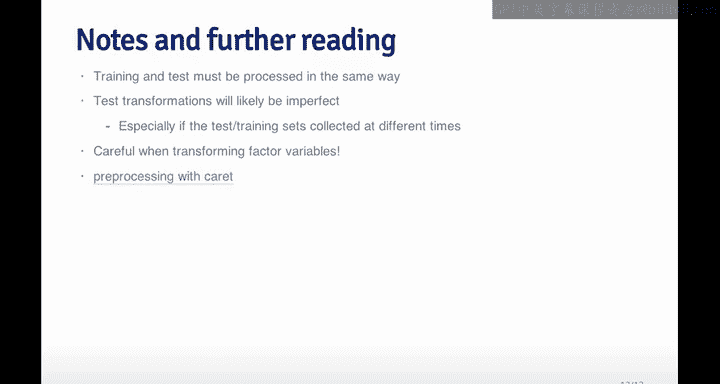 Notes and further reading
· Training and test must be processed in the same way
· Test transformations will likely be imperfect
- Especially if the test/training sets collected at different times
· Careful when transforming factor variables!
· preprocessing with caret